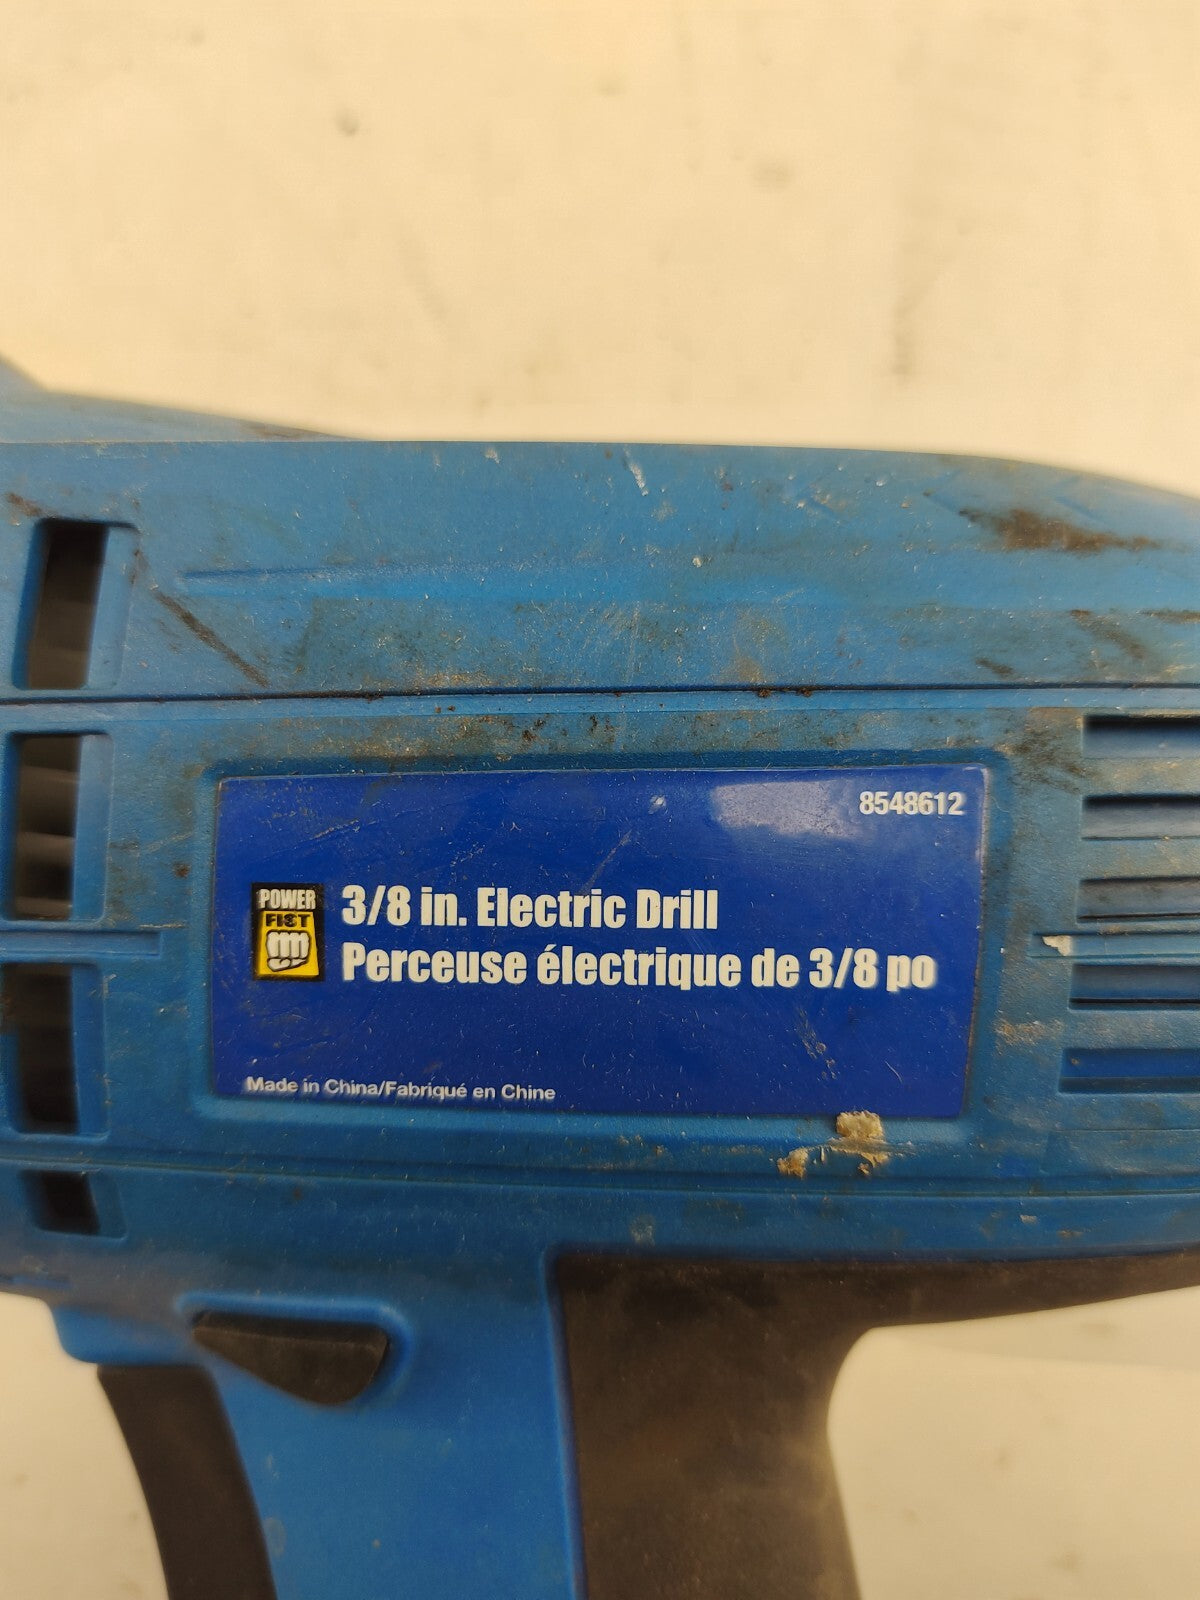 8548612
POWER
FIST
3/8 in. Electric Drill
Perceuse électrique de 3/8 po
Made in China/Fabriqué en Chine